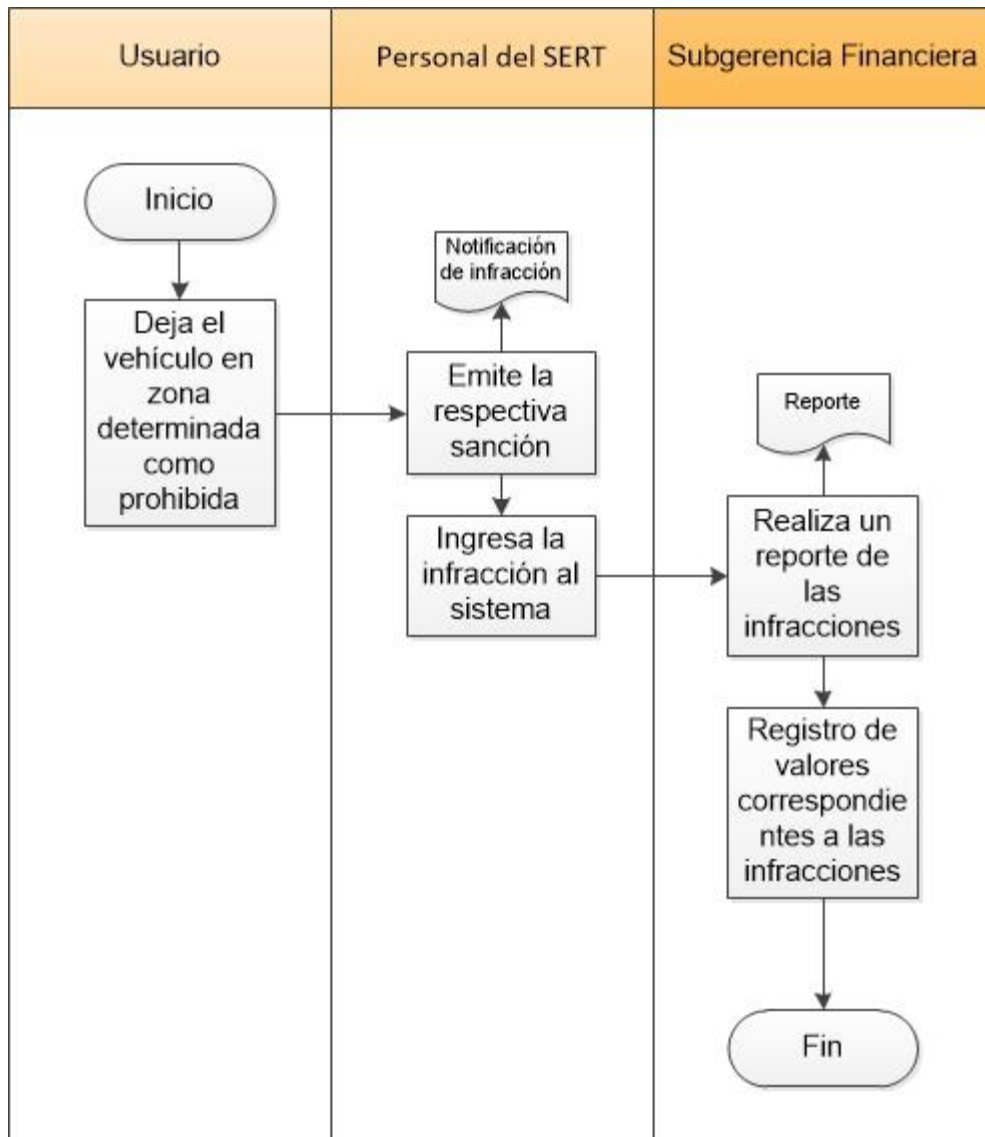 Usuario
Personal del SERT
Subgerencia Financiera
Inicio
Deja el
vehículo en
zona
determinada
como
prohibida
Notificación
de infracción
Emite la
respectiva
sanción
Ingresa la
infracción al
sistema
Reporte
Realiza un
reporte de
las
infracciones
Registro de
valores
correspondie
ntes a las
infracciones
Fin